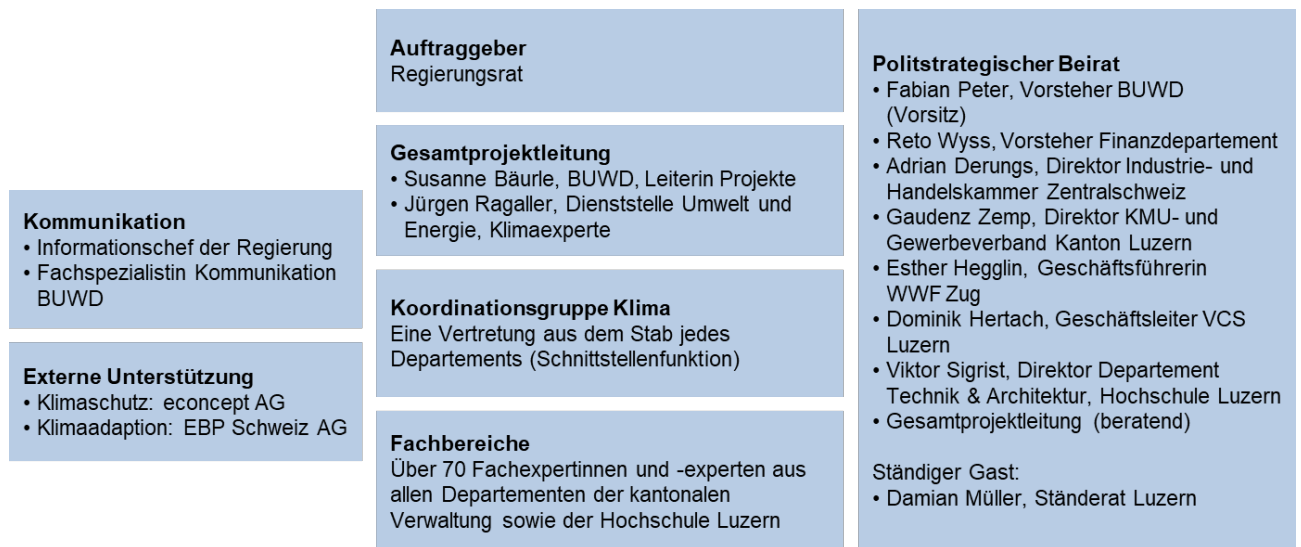 Kommunikation
• Informationschef der Regierung
• Fachspezialistin Kommunikation
BUWD
Externe Unterstützung
• Klimaschutz: econcept AG
• Klimaadaption: EBP Schweiz AG
Auftraggeber
Regierungsrat
Gesamtprojektleitung
• Susanne Bäurle, BUWD, Leiterin Projekte
• Jürgen Ragaller, Dienststelle Umwelt und
Energie, Klimaexperte
Koordinationsgruppe Klima
Eine Vertretung aus dem Stab jedes
Departements (Schnittstellenfunktion)
Fachbereiche
Über 70 Fachexpertinnen und -experten aus
allen Departementen der kantonalen
Verwaltung sowie der Hochschule Luzern
Politstrategischer Beirat
• Fabian Peter, Vorsteher BUWD
(Vorsitz)
• Reto Wyss, Vorsteher Finanzdepartement
• Adrian Derungs, Direktor Industrie- und
Handelskammer Zentralschweiz
• Gaudenz Zemp, Direktor KMU- und
Gewerbeverband Kanton Luzern
• Esther Hegglin, Geschäftsführerin
WWF Zug
• Dominik Hertach, Geschäftsleiter VCS
Luzern
• Viktor Sigrist, Direktor Departement
Technik & Architektur, Hochschule Luzern
• Gesamtprojektleitung (beratend)
Ständiger Gast:
• Damian Müller, Ständerat Luzern